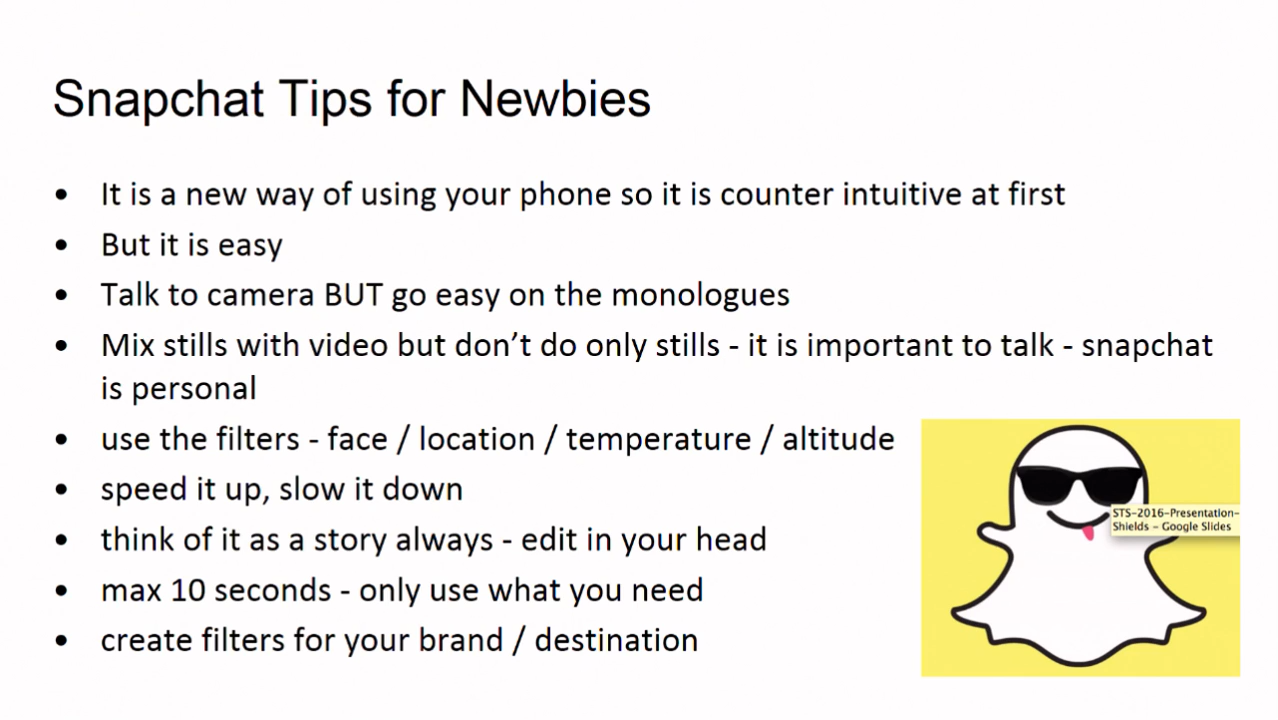 Snapchat Tips for Newbies
• It is a new way of using your phone so it is counter intuitive at first
• But it is easy
• Talk to camera BUT go easy on the monologues
• Mix stills with video but don’t do only stills - it is important to talk - snapchat
is personal
• use the filters - face / location / temperature / altitude
• speed it up, slow it down
• think of it as a story always - edit in your head
• max 10 seconds - only use what you need
• create filters for your brand / destination
STS-2016-Presentation-
Shields - Google Slides